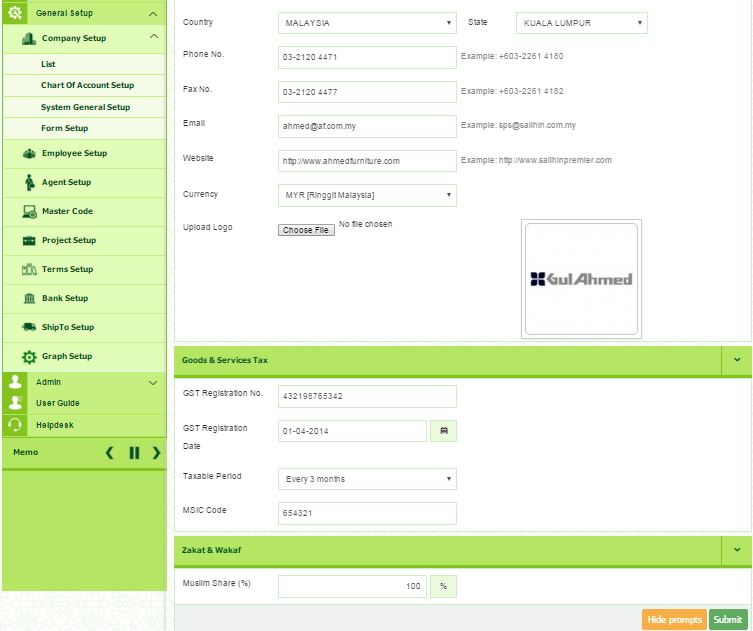 General Setup
Company Setup
List
Chart Of Account Setup
System General Setup
Form Setup
Employee Setup
Agent Setup
Master Code
Project Setup
Terms Setup
Bank Setup
ShipTo Setup
Graph Setup
Admin
User Guide
Helpdesk
Memo
Country MALAYSIA State KUALA LUMPUR
Phone No. 03-2120 4471 Example: +603-2261 4180
Fax No. 03-2120 4477 Example: +603-2261 4182
Email ahmed@af.com.my Example: sps@salihin.com.my
Website http://www.ahmedfurniture.com Example: http://www.salihinpremier.com
Currency MYR [Ringgit Malaysia]
Upload Logo Choose File No file chosen
GulAhmed
Goods & Services Tax
GST Registration No. 432198765342
GST Registration
Date 01-04-2014
Taxable Period Every 3 months
MSIC Code 654321
Zakat & Wakaf
Muslim Share (%) 100 %
Hide prompts Submit